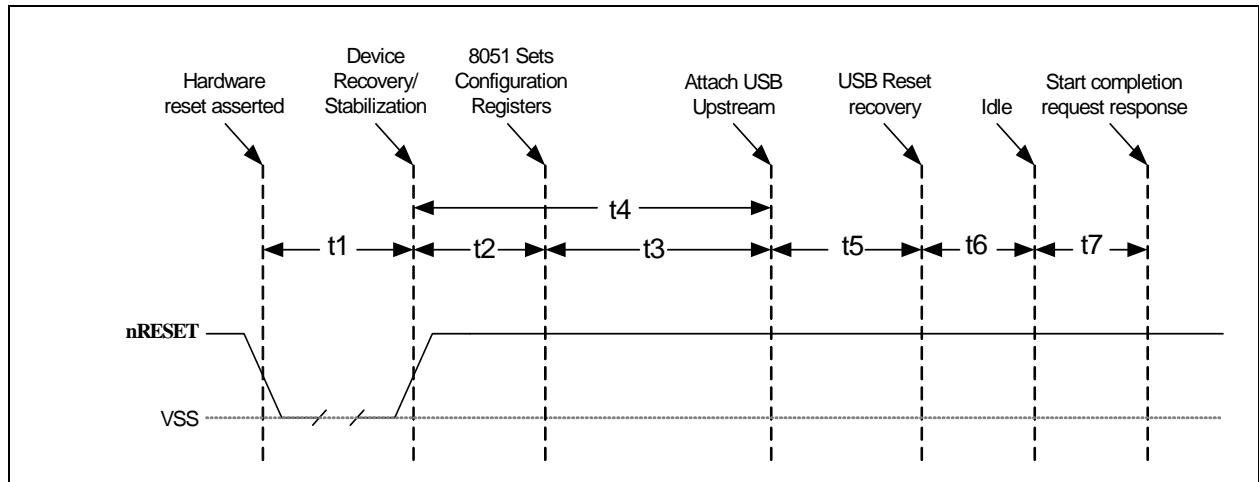 Hardware
reset asserted
Device
Recovery/
Stabilization
8051 Sets
Configuration
Registers
Attach USB
Upstream
USB Reset
recovery
Idle
Start completion
request response
t4
t1
t2
t3
t5
t6
t7
nRESET
VSS